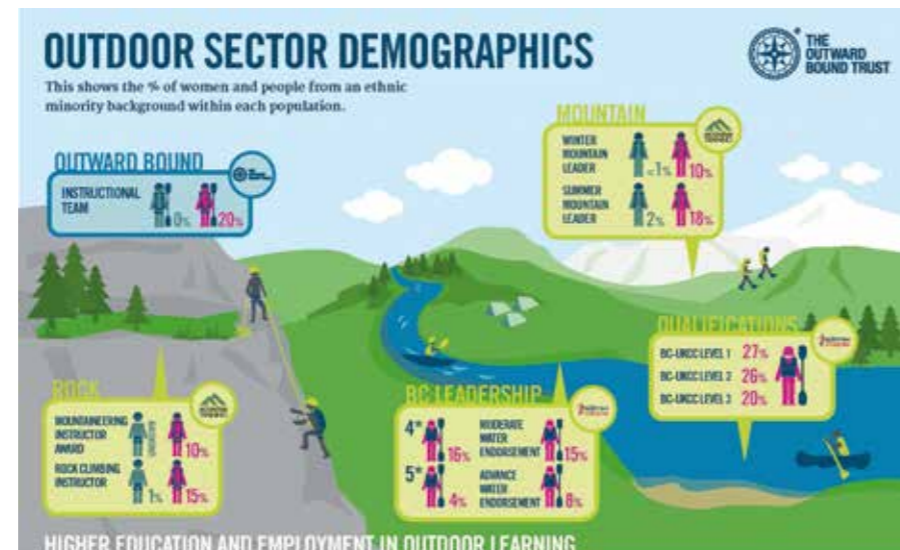 OUTDOOR SECTOR DEMOGRAPHICS
This shows the % of women and people from an ethnic
minority background within each population.
THE
OUTWARD
BOUND TRUST
OUTWARD BOUND
INSTRUCTIONAL
TEAM
0%
20%
MOUNTAIN
WINTER
MOUNTAIN
LEADER
<1%
10%
SUMMER
MOUNTAIN
LEADER
2%
18%
QUALIFICATIONS
BC-UKCC LEVEL 1 27%
BC-UKCC LEVEL 2 26%
BC-UKCC LEVEL 3 20%
ROCK
MOUNTAINEERING
INSTRUCTOR
AWARD
10%
ROCK CLIMBING
INSTRUCTOR
1%
15%
BC LEADERSHIP
4*
16%
MODERATE
WATER
ENDORSEMENT
15%
5*
4%
ADVANCE
WATER
ENDORSEMENT
8%
HIGHER EDUCATION AND EMPLOYMENT IN OUTDOOR LEARNING